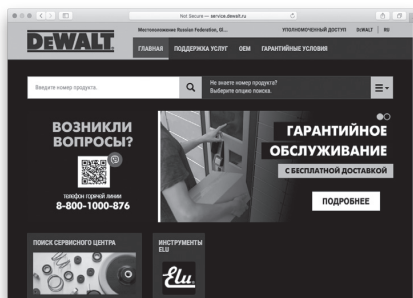 Not Secure — service.dewalt.ru
Местоположение Russian Federation, Gl...
УПОЛНОМОЧЕННЫЙ ДОСТУП DeWALT | RU
DEWALT
ГЛАВНАЯ ПОДДЕРЖКА УСЛУГ OEM ГАРАНТИЙНЫЕ УСЛОВИЯ
Введите номер продукта.
Не знаете номер продукта?
Выберите опцию поиска.
ВОЗНИКЛИ
ВОПРОСЫ?
телефон горячей линии
8-800-1000-876
ГАРАНТИЙНОЕ
ОБСЛУЖИВАНИЕ
С БЕСПЛАТНОЙ ДОСТАВКОЙ
ПОДРОБНЕЕ
ПОИСК СЕРВИСНОГО ЦЕНТРА
ИНСТРУМЕНТЫ
ELU
Elu.